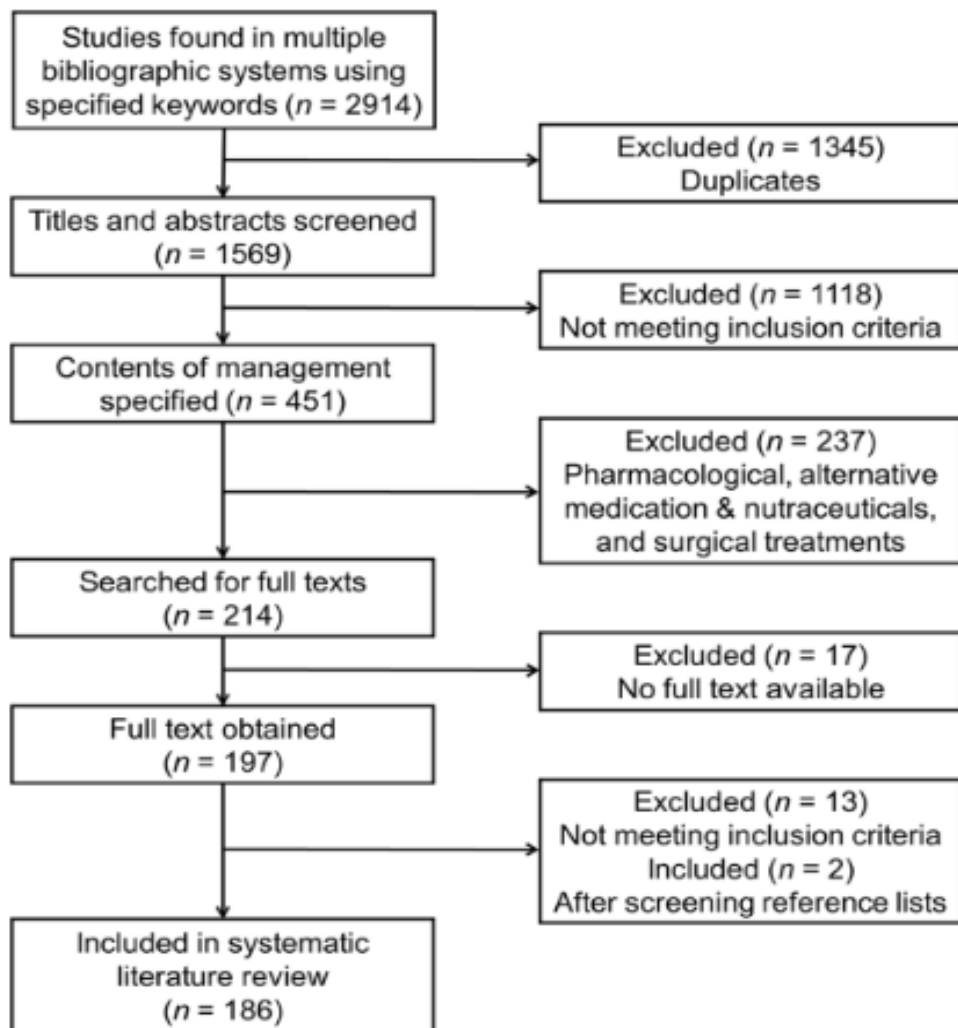 Studies found in multiple
bibliographic systems using
specified keywords (n = 2914)
Excluded (n = 1345)
Duplicates
Titles and abstracts screened
(n = 1569)
Excluded (n = 1118)
Not meeting inclusion criteria
Contents of management
specified (n = 451)
Excluded (n = 237)
Pharmacological, alternative
medication & nutraceuticals,
and surgical treatments
Searched for full texts
(n = 214)
Excluded (n = 17)
No full text available
Full text obtained
(n = 197)
Excluded (n = 13)
Not meeting inclusion criteria
Included (n = 2)
After screening reference lists
Included in systematic
literature review
(n = 186)